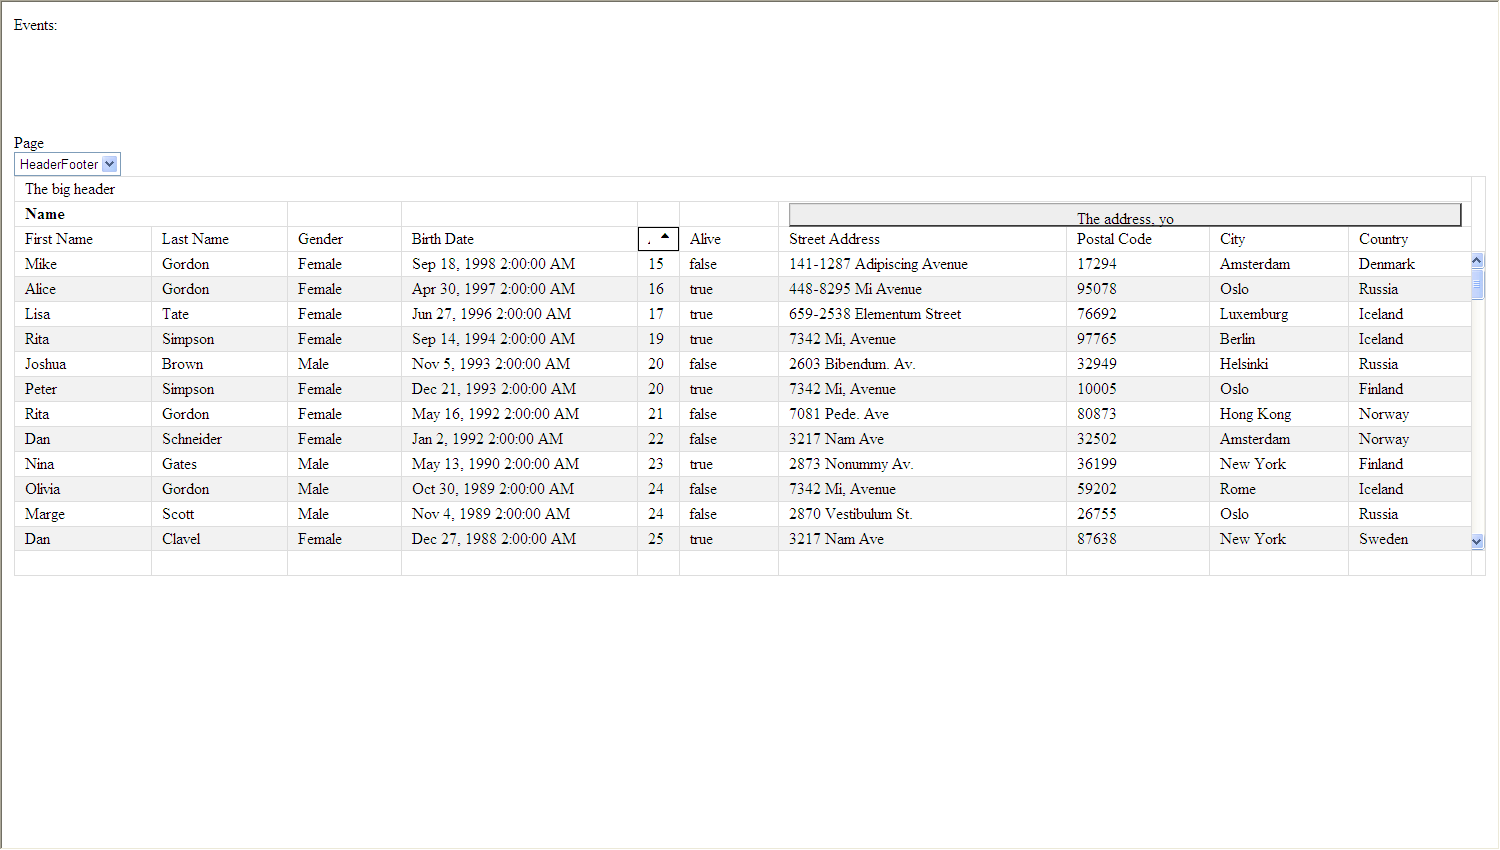 Events:
Page
HeaderFooter
The big header
Name The address, yo
First Name Last Name Gender Birth Date Alive Street Address Postal Code City Country
Mike Gordon Female Sep 18, 1998 2:00:00 AM 15 false 141-1287 Adipiscing Avenue 17294 Amsterdam Denmark
Alice Gordon Female Apr 30, 1997 2:00:00 AM 16 true 448-8295 Mi Avenue 95078 Oslo Russia
Lisa Tate Female Jun 27, 1996 2:00:00 AM 17 true 659-2538 Elementum Street 76692 Luxemburg Iceland
Rita Simpson Female Sep 14, 1994 2:00:00 AM 19 true 7342 Mi, Avenue 97765 Berlin Iceland
Joshua Brown Male Nov 5, 1993 2:00:00 AM 20 false 2603 Bibendum. Av. 32949 Helsinki Russia
Peter Simpson Female Dec 21, 1993 2:00:00 AM 20 true 7342 Mi, Avenue 10005 Oslo Finland
Rita Gordon Female May 16, 1992 2:00:00 AM 21 false 7081 Pede. Ave 80873 Hong Kong Norway
Dan Schneider Female Jan 2, 1992 2:00:00 AM 22 false 3217 Nam Ave 32502 Amsterdam Norway
Nina Gates Male May 13, 1990 2:00:00 AM 23 true 2873 Nonummy Av. 36199 New York Finland
Olivia Gordon Male Oct 30, 1989 2:00:00 AM 24 false 7342 Mi, Avenue 59202 Rome Iceland
Marge Scott Male Nov 4, 1989 2:00:00 AM 24 false 2870 Vestibulum St. 26755 Oslo Russia
Dan Clavel Female Dec 27, 1988 2:00:00 AM 25 true 3217 Nam Ave 87638 New York Sweden